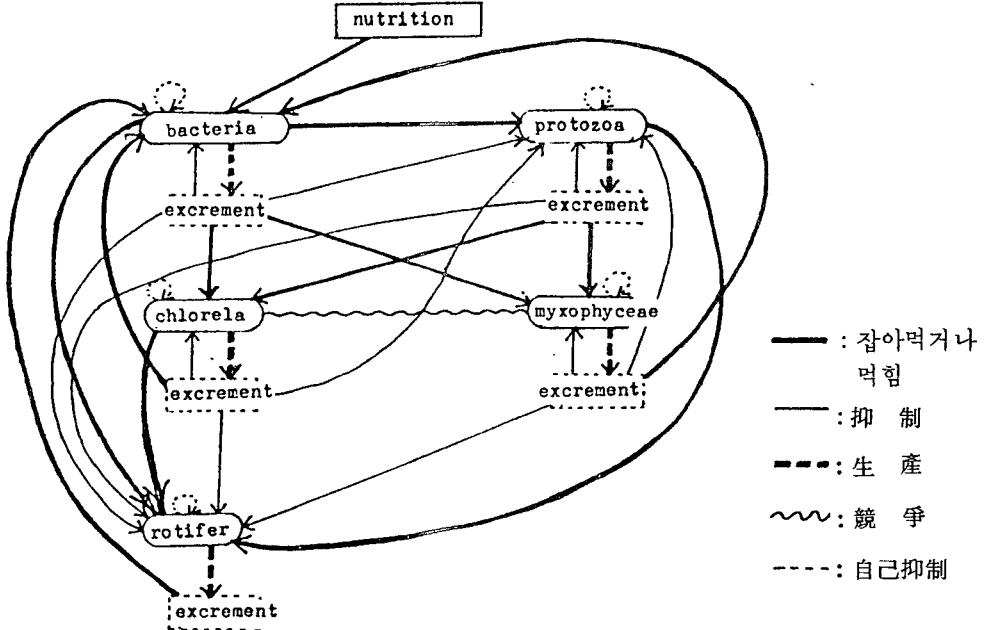 nutrition
bacteria
protozoa
excrement
excrement
chlorela
myxophyceae
excrement
excrement
rotifer
excrement
: 잡아먹거나
먹힘
: 抑 制
: 生 產
: 競 爭
: 自己抑制